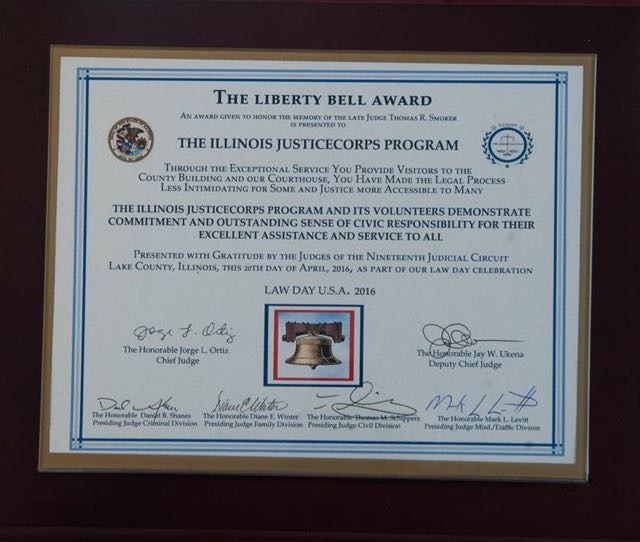 THE LIBERTY BELL AWARD
AN AWARD GIVEN TO HONOR THE MEMORY OF THE LATE JUDGE THOMAS R. SMOKER
IS PRESENTED TO
THE ILLINOIS JUSTICECORPS PROGRAM
THROUGH THE EXCEPTIONAL SERVICE YOU PROVIDE VISITORS TO THE
COUNTY BUILDING AND OUR COURTHOUSE, YOU HAVE MADE THE LEGAL PROCESS
LESS INTIMIDATING FOR SOME AND JUSTICE MORE ACCESSIBLE TO MANY
THE ILLINOIS JUSTICECORPS PROGRAM AND ITS VOLUNTEERS DEMONSTRATE
COMMITMENT AND OUTSTANDING SENSE OF CIVIC RESPONSIBILITY FOR THEIR
EXCELLENT ASSISTANCE AND SERVICE TO ALL
PRESENTED WITH GRATITUDE BY THE JUDGES OF THE NINETEENTH JUDICIAL CIRCUIT
LAKE COUNTY, ILLINOIS, THIS 20TH DAY OF APRIL, 2016, AS PART OF OUR LAW DAY CELEBRATION
LAW DAY U.S.A. 2016
The Honorable Jorge L. Ortiz
Chief Judge
The Honorable Jay W. Ukena
Deputy Chief Judge
The Honorable Daniel B. Shanes
Presiding Judge Criminal Division
The Honorable Diane E. Winter
Presiding Judge Family Division
The Honorable Thomas M. Schippers
Presiding Judge Civil Division
The Honorable Mark L. Levitt
Presiding Judge Misd./Traffic Division